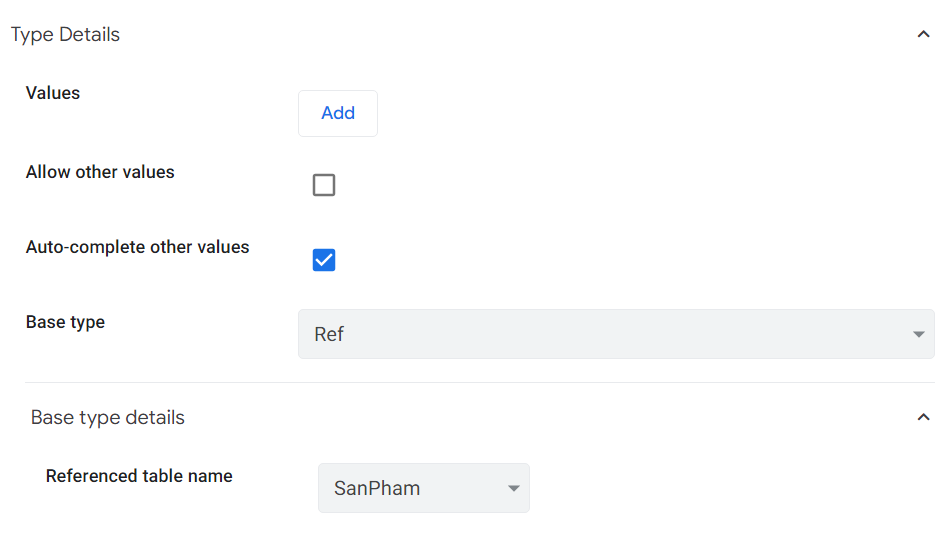 Type Details
Values
Add
Allow other values
Auto-complete other values
Base type
Ref
Base type details
Referenced table name
SanPham